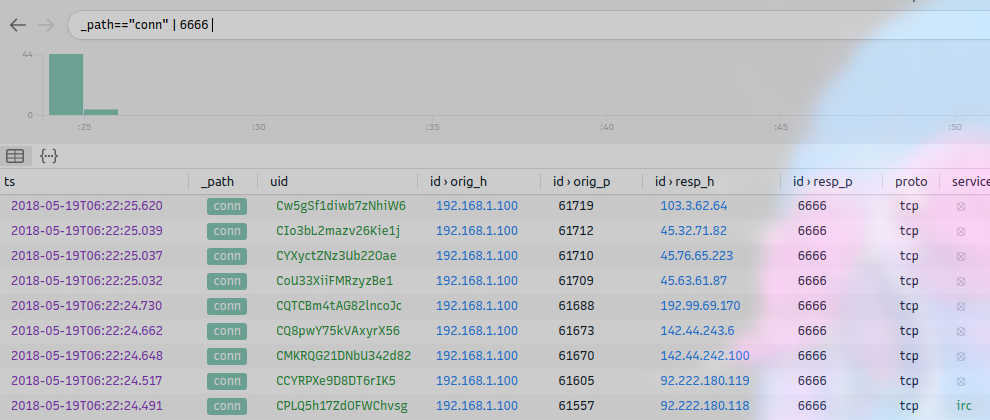 _path=="conn" | 6666
44
0
:25 :30 :35 :40 :45 :50
ts _path uid id › orig_h id › orig_p id › resp_h id › resp_p proto service
2018-05-19T06:22:25.620 conn Cw5gSf1diwb7zNhiW6 192.168.1.100 61719 103.3.62.64 6666 tcp
2018-05-19T06:22:25.039 conn CIo3bL2mazv26Kie1j 192.168.1.100 61712 45.32.71.82 6666 tcp
2018-05-19T06:22:25.037 conn CYXyctZNz3Ub22Oae 192.168.1.100 61710 45.76.65.223 6666 tcp
2018-05-19T06:22:25.032 conn CoU33XiiFMRzyzBe1 192.168.1.100 61709 45.63.61.87 6666 tcp
2018-05-19T06:22:24.730 conn CQTCBm4tAG82lncoJc 192.168.1.100 61688 192.99.69.170 6666 tcp
2018-05-19T06:22:24.662 conn CQ8pwY75kVAxyrX56 192.168.1.100 61673 142.44.243.6 6666 tcp
2018-05-19T06:22:24.648 conn CMKRQG21DNbU342d82 192.168.1.100 61670 142.44.242.100 6666 tcp
2018-05-19T06:22:24.517 conn CCYRPXe9D8DT6rIK5 192.168.1.100 61605 92.222.180.119 6666 tcp
2018-05-19T06:22:24.491 conn CPLQ5h17ZdOFWChvsg 192.168.1.100 61557 92.222.180.118 6666 tcp irc